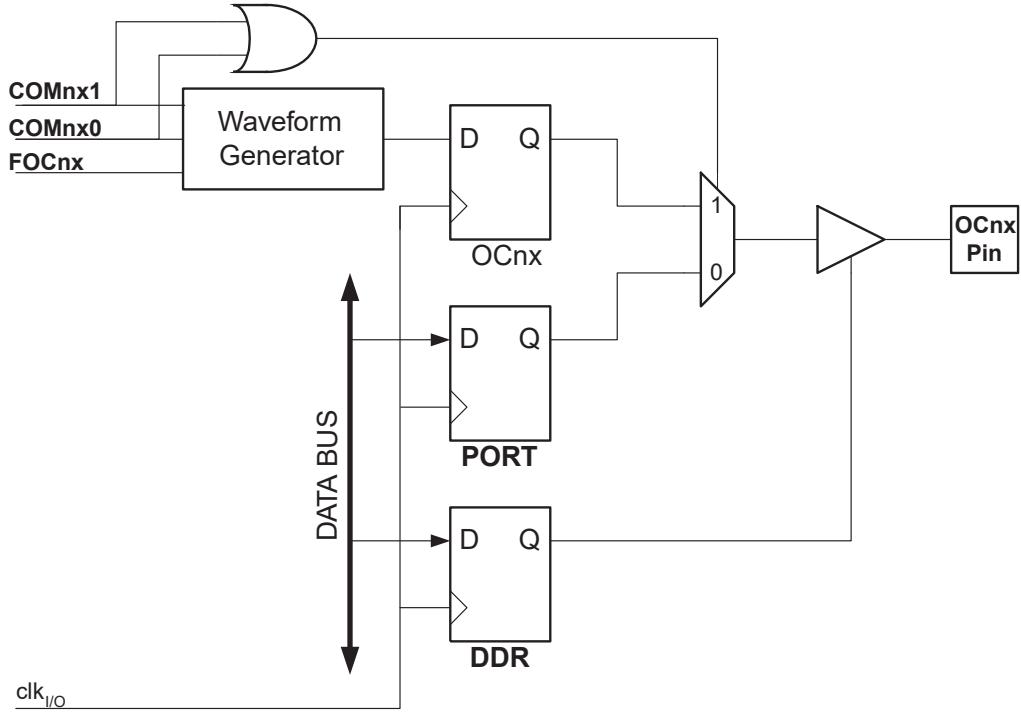 COMnx1
COMnx0
FOCnx
Waveform
Generator
D Q
OCnx
1
0
OCnx
Pin
D Q
PORT
DATA BUS
D Q
DDR
clkI/O